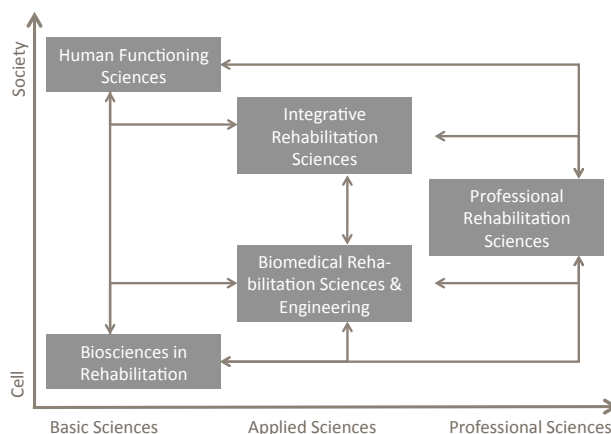 Society
Human Functioning
Sciences
Integrative
Rehabilitation
Sciences
Professional
Rehabilitation
Sciences
Biomedical Reha-
bilitation Sciences &
Engineering
Biosciences in
Rehabilitation
Cell
Basic Sciences
Applied Sciences
Professional Sciences